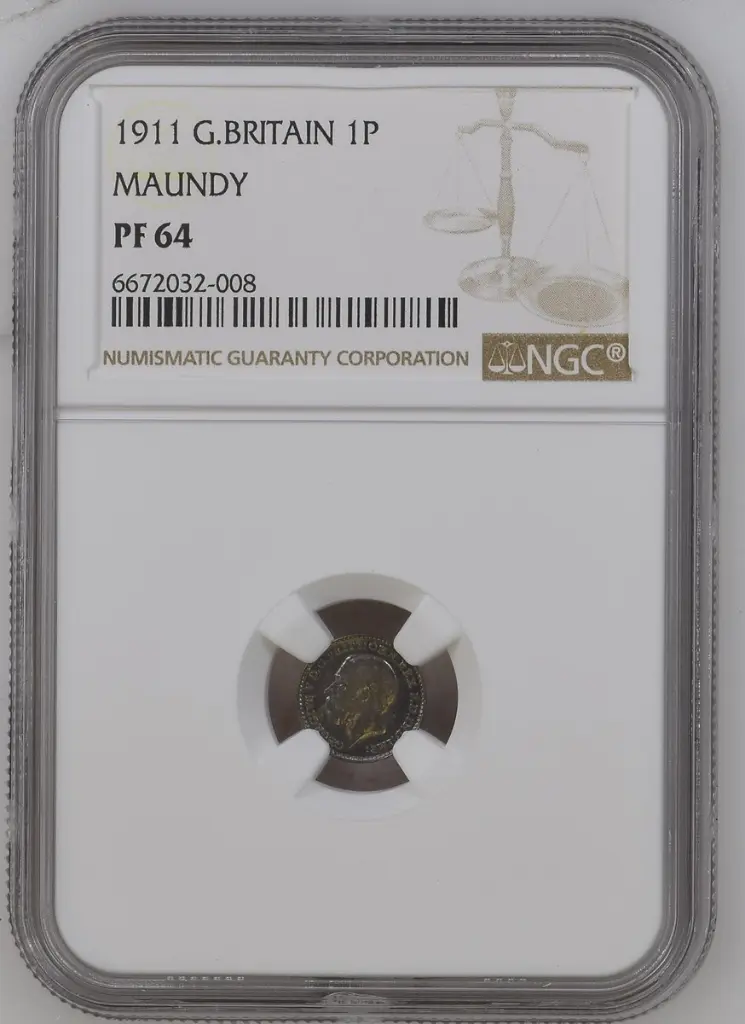 1911 G.BRITAIN 1P
MAUNDY
PF 64
6672032-008
NUMISMATIC GUARANTY CORPORATION
NGC®